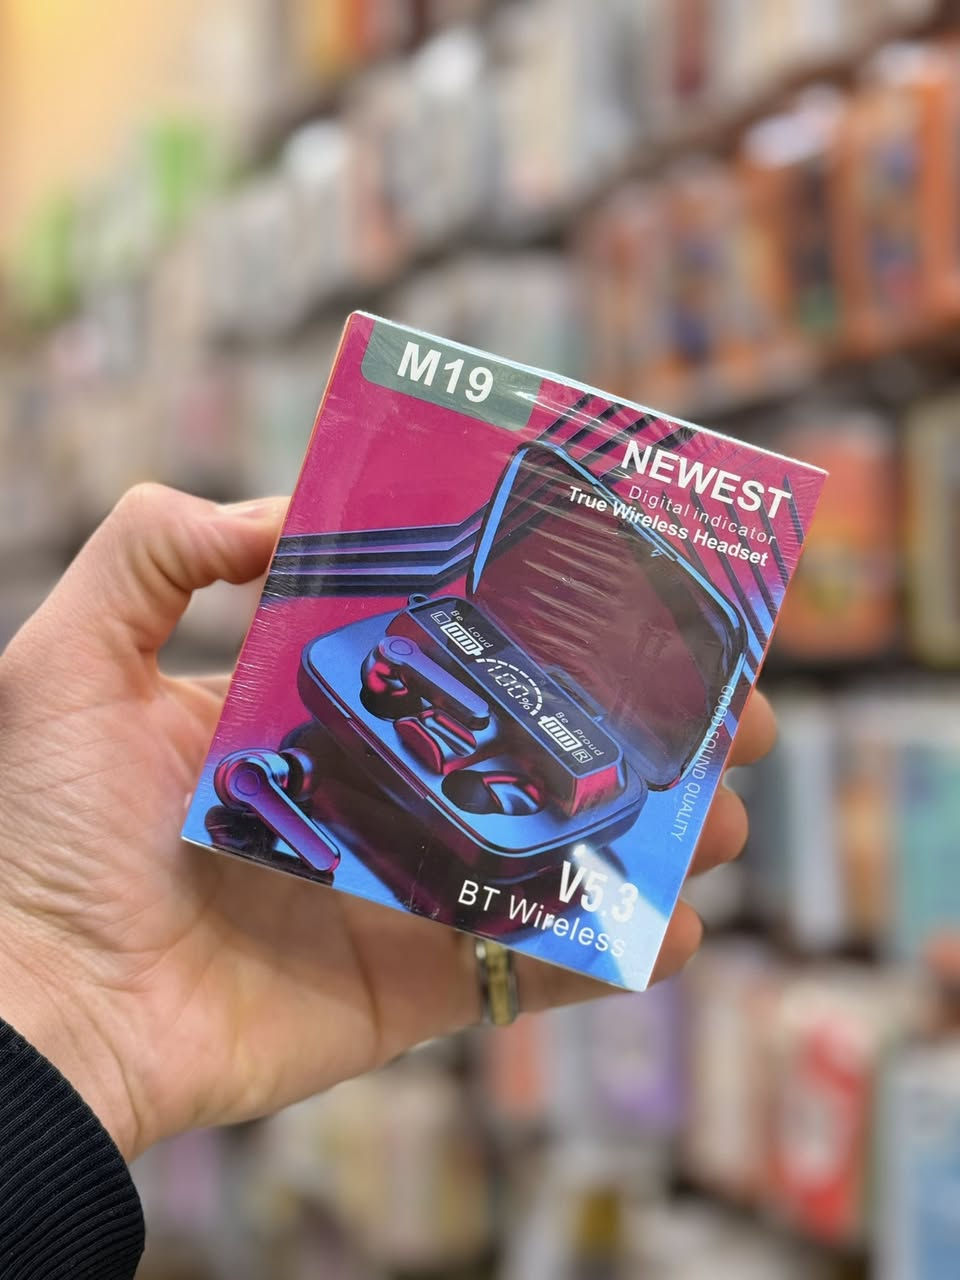 M19
NEWEST
Digital indicator
True Wireless Headset
L
Be Loud
100%
Be Proud
R
GOOD SOUND QUALITY
V5.3
BT Wireless